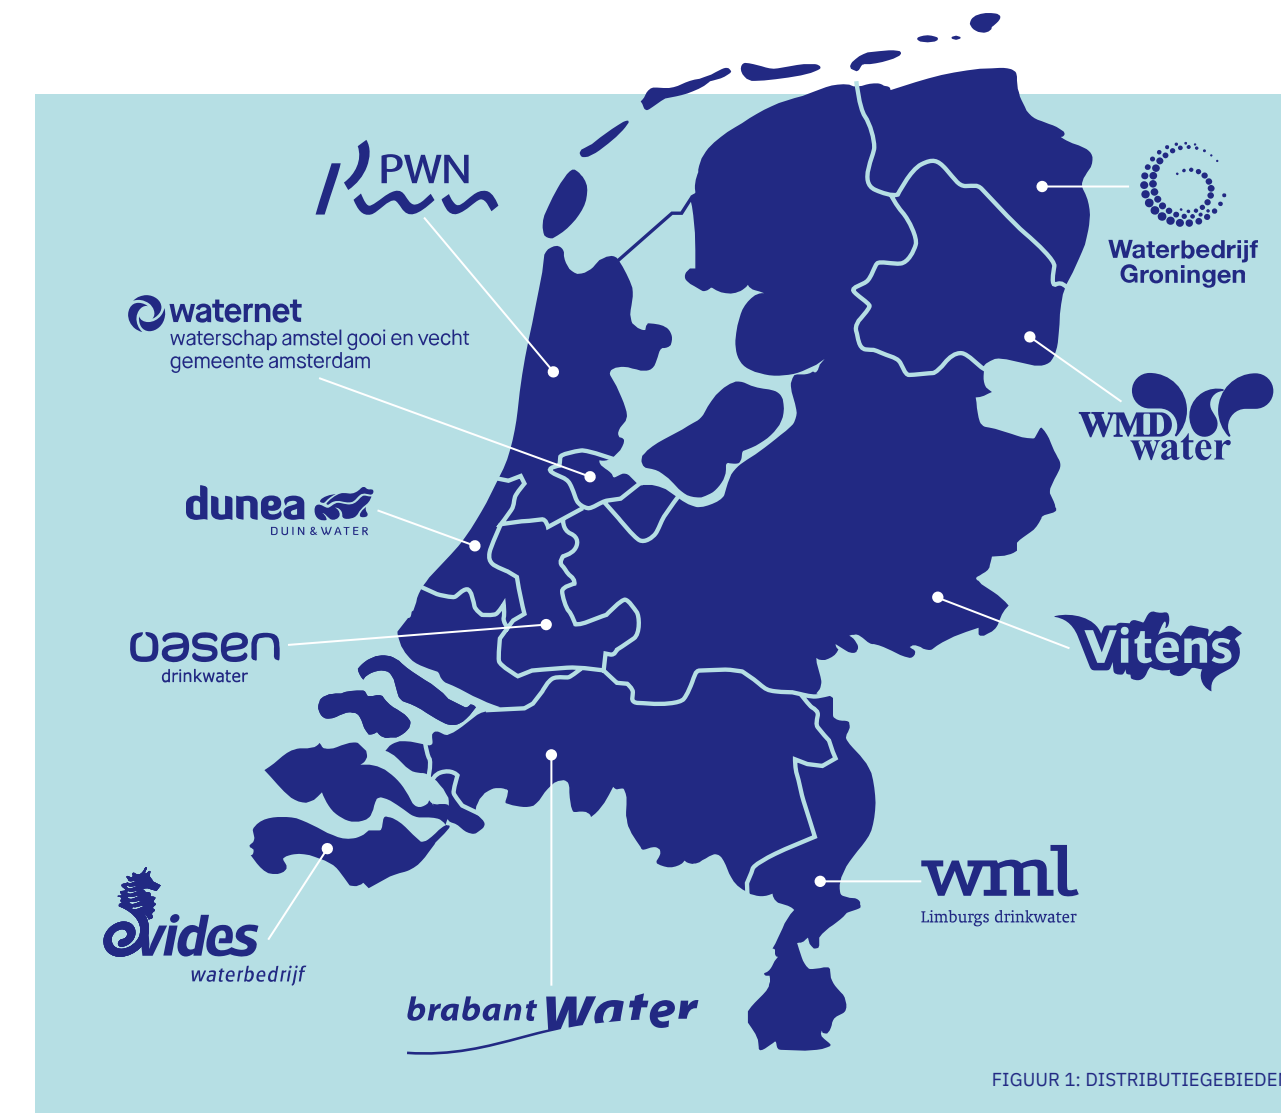 PWN
Waterbedrijf
Groningen
waternet
waterschap amstel gooi en vecht
gemeente amsterdam
WMD
water
dunea
DUIN & WATER
oasen
drinkwater
Vitens
wml
Limburgs drinkwater
evides
waterbedrijf
brabant water
FIGUUR 1: DISTRIBUTIEGEBIEDEN